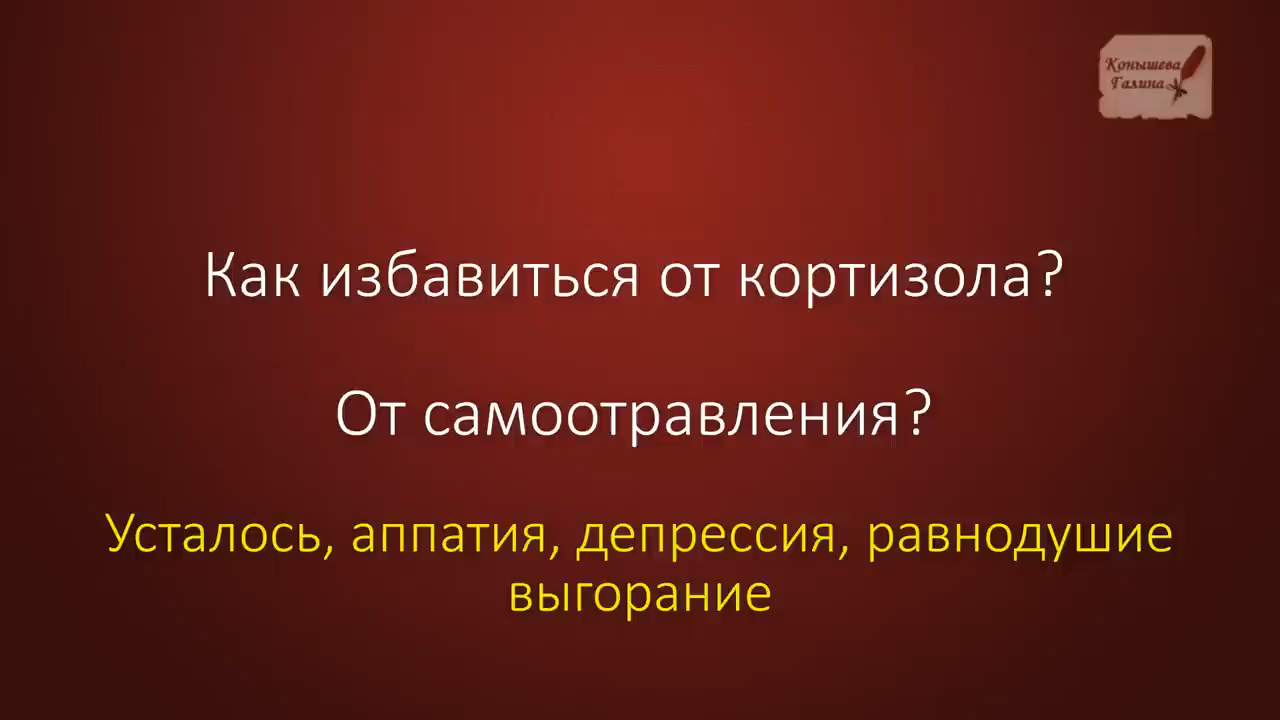 Конышева
Галина
Как избавиться от кортизола?
От самоотравления?
Усталось, аппатия, депрессия, равнодушие
выгорание